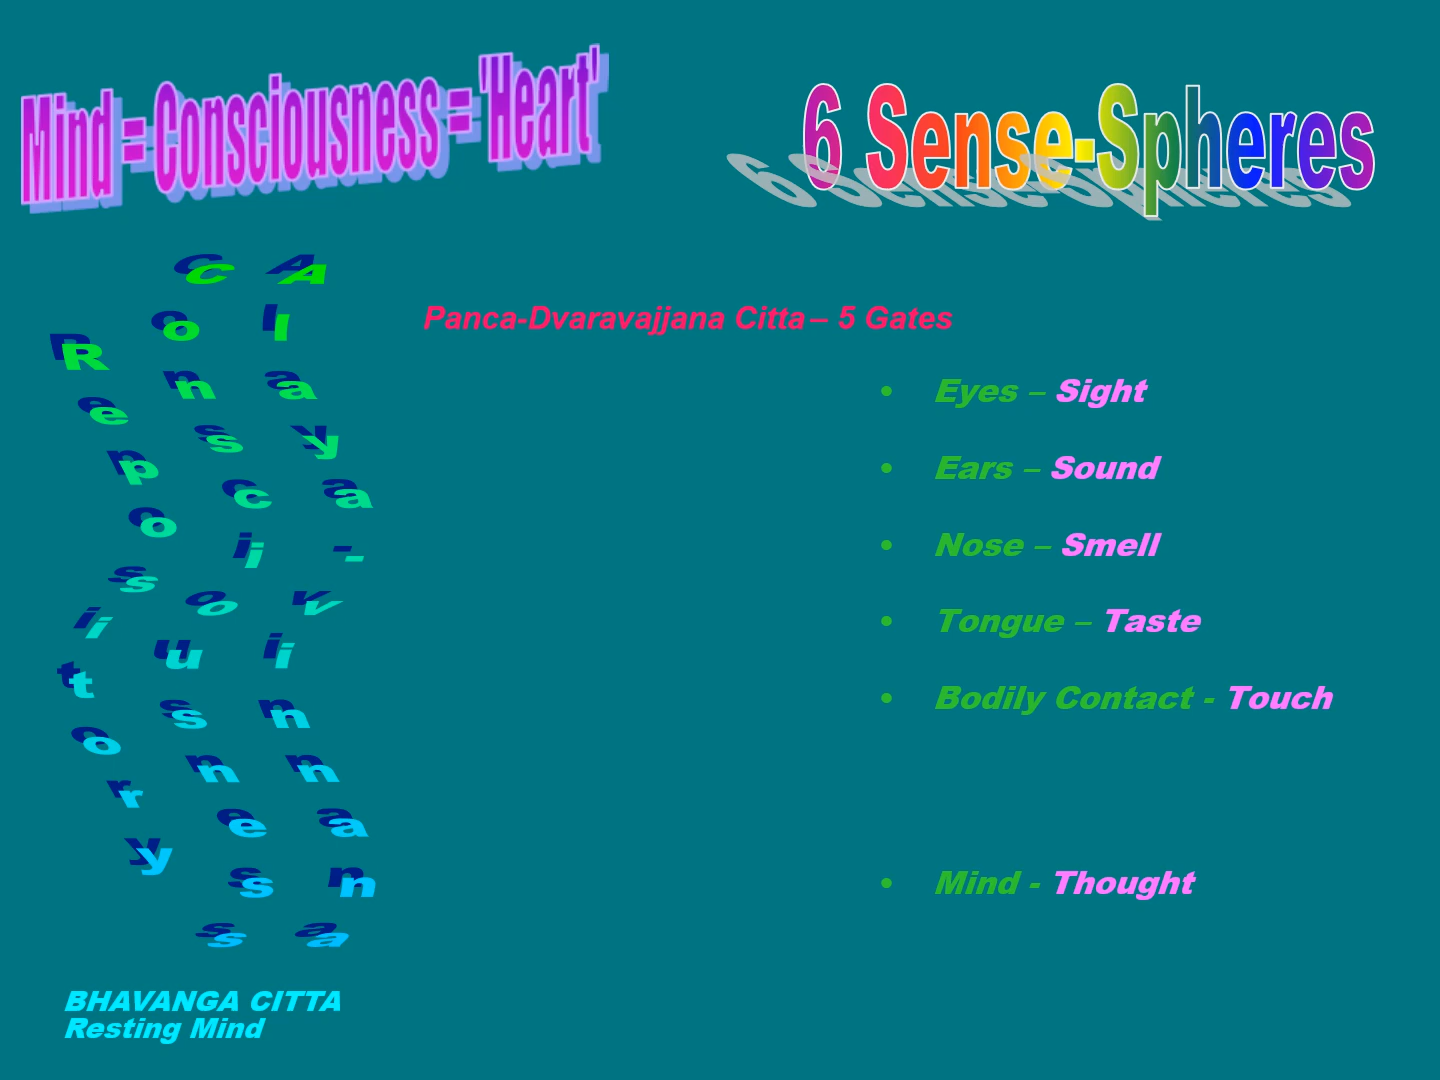 Mind = Consciousness = 'Heart'
6 Sense-Spheres
Alaya-vinnana
Consciousness
Repository
Panca-Dvaravajjana Citta – 5 Gates
• Eyes – Sight
• Ears – Sound
• Nose – Smell
• Tongue – Taste
• Bodily Contact - Touch
• Mind - Thought
BHAVANGA CITTA
Resting Mind